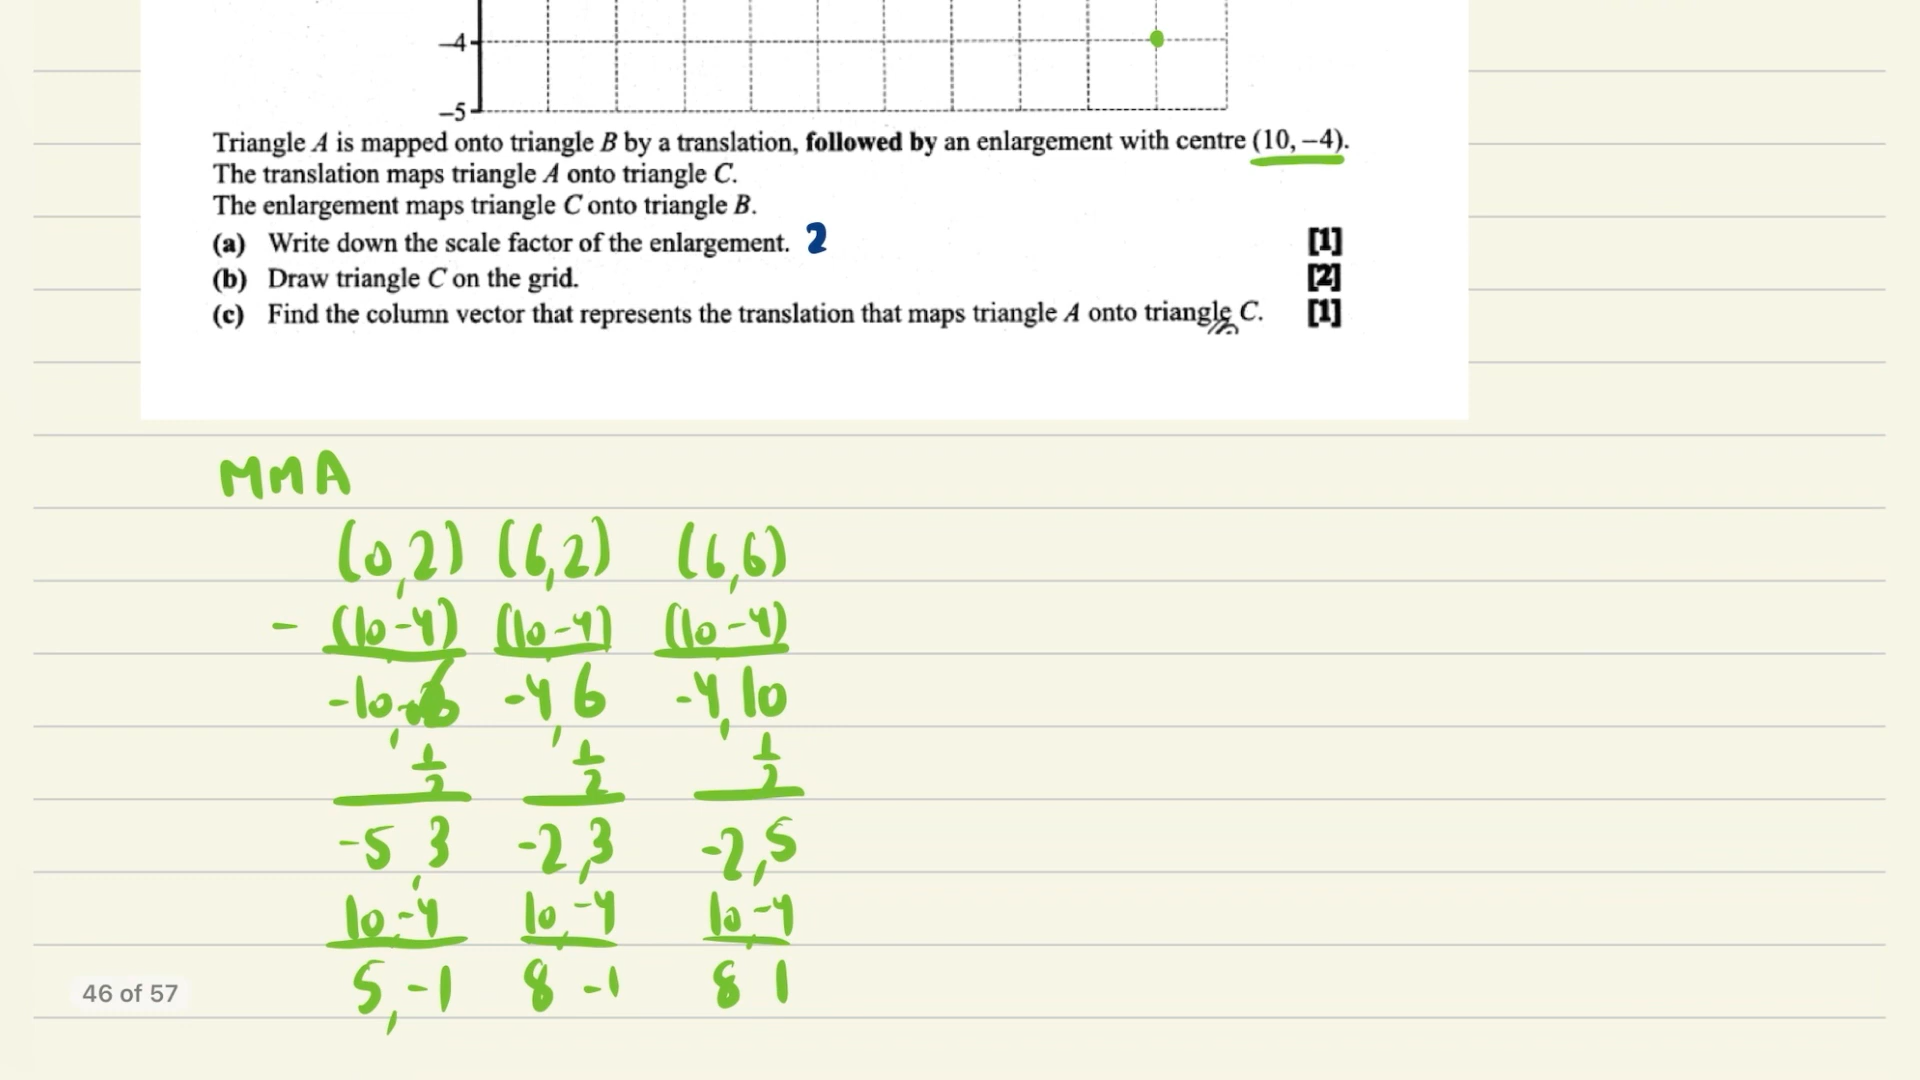 –4
–5
Triangle A is mapped onto triangle B by a translation, followed by an enlargement with centre (10, –4).
The translation maps triangle A onto triangle C.
The enlargement maps triangle C onto triangle B.
(a) Write down the scale factor of the enlargement. 2 [1]
(b) Draw triangle C on the grid. [2]
(c) Find the column vector that represents the translation that maps triangle A onto triangle C. [1]
MMA
(0,2) (6,2) (6,6)
- (10 -4) (10 -4) (10 -4)
-10, 6 -4, 6 -4, 10
1/2 1/2 1/2
-5, 3 -2, 3 -2, 5
10, -4 10, -4 10, -4
5, -1 8 -1 8 1
46 of 57